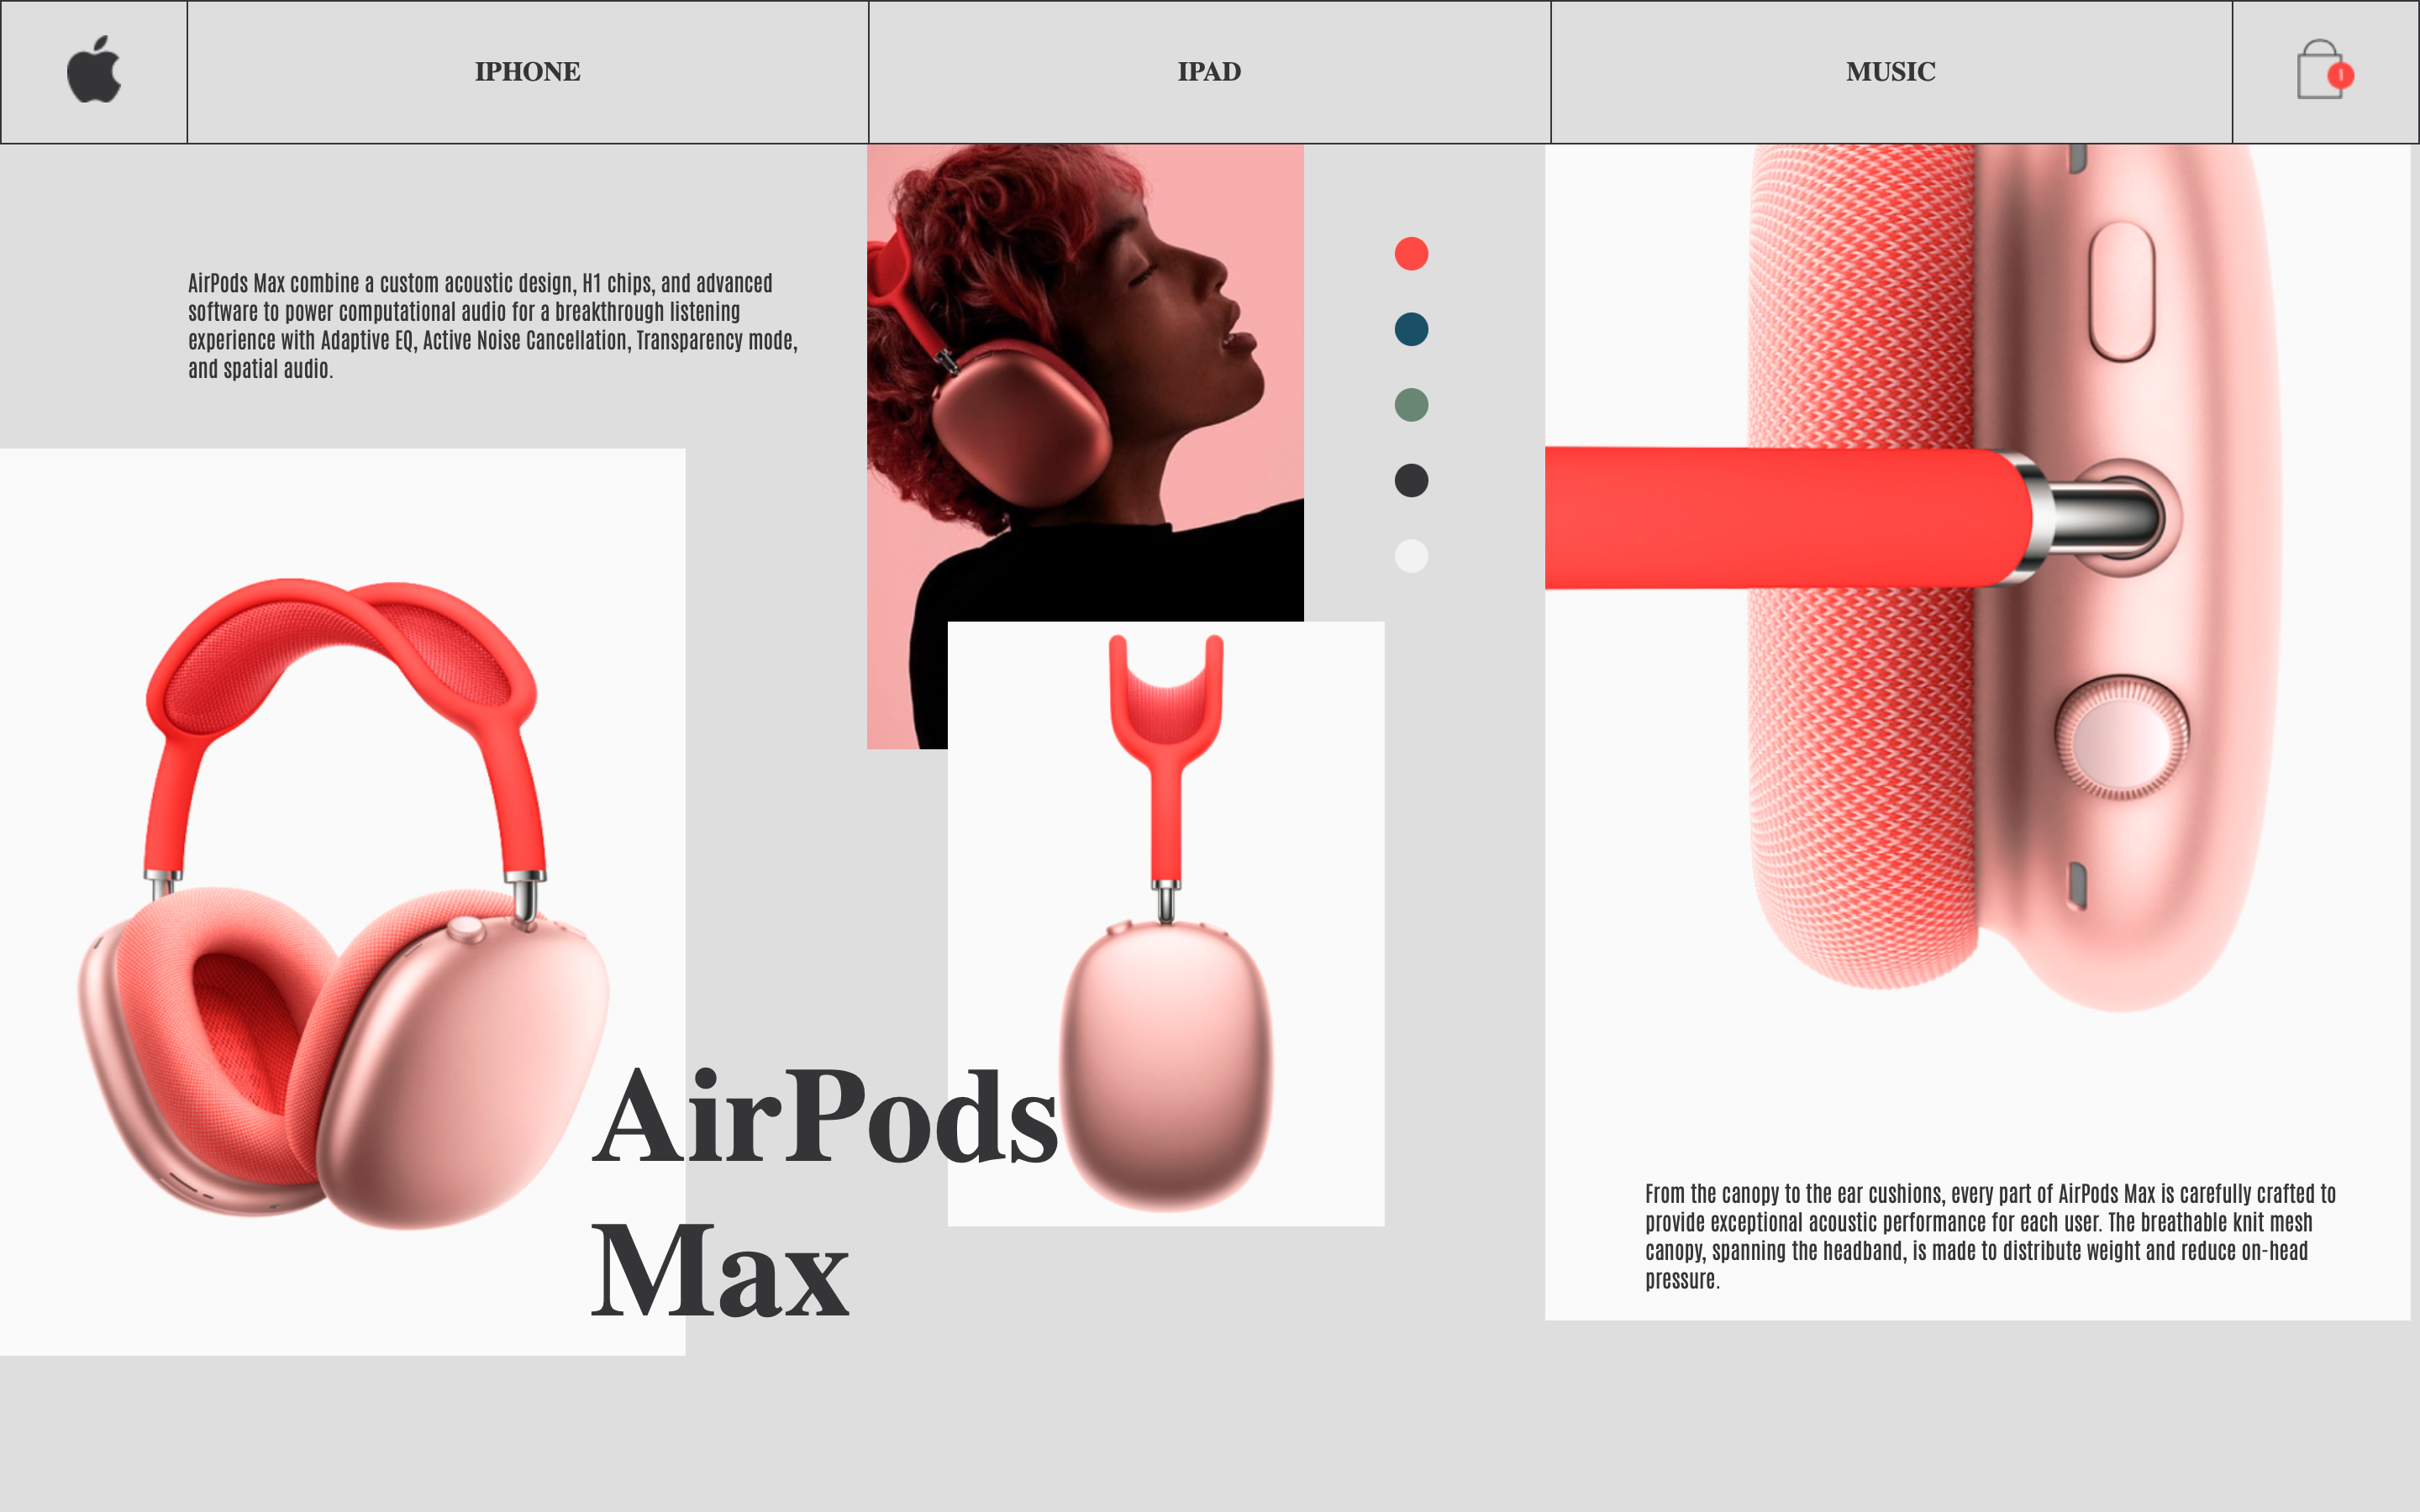 IPHONE
IPAD
MUSIC
1
AirPods Max combine a custom acoustic design, H1 chips, and advanced
software to power computational audio for a breakthrough listening
experience with Adaptive EQ, Active Noise Cancellation, Transparency mode,
and spatial audio.
AirPods
Max
From the canopy to the ear cushions, every part of AirPods Max is carefully crafted to
provide exceptional acoustic performance for each user. The breathable knit mesh
canopy, spanning the headband, is made to distribute weight and reduce on-head
pressure.